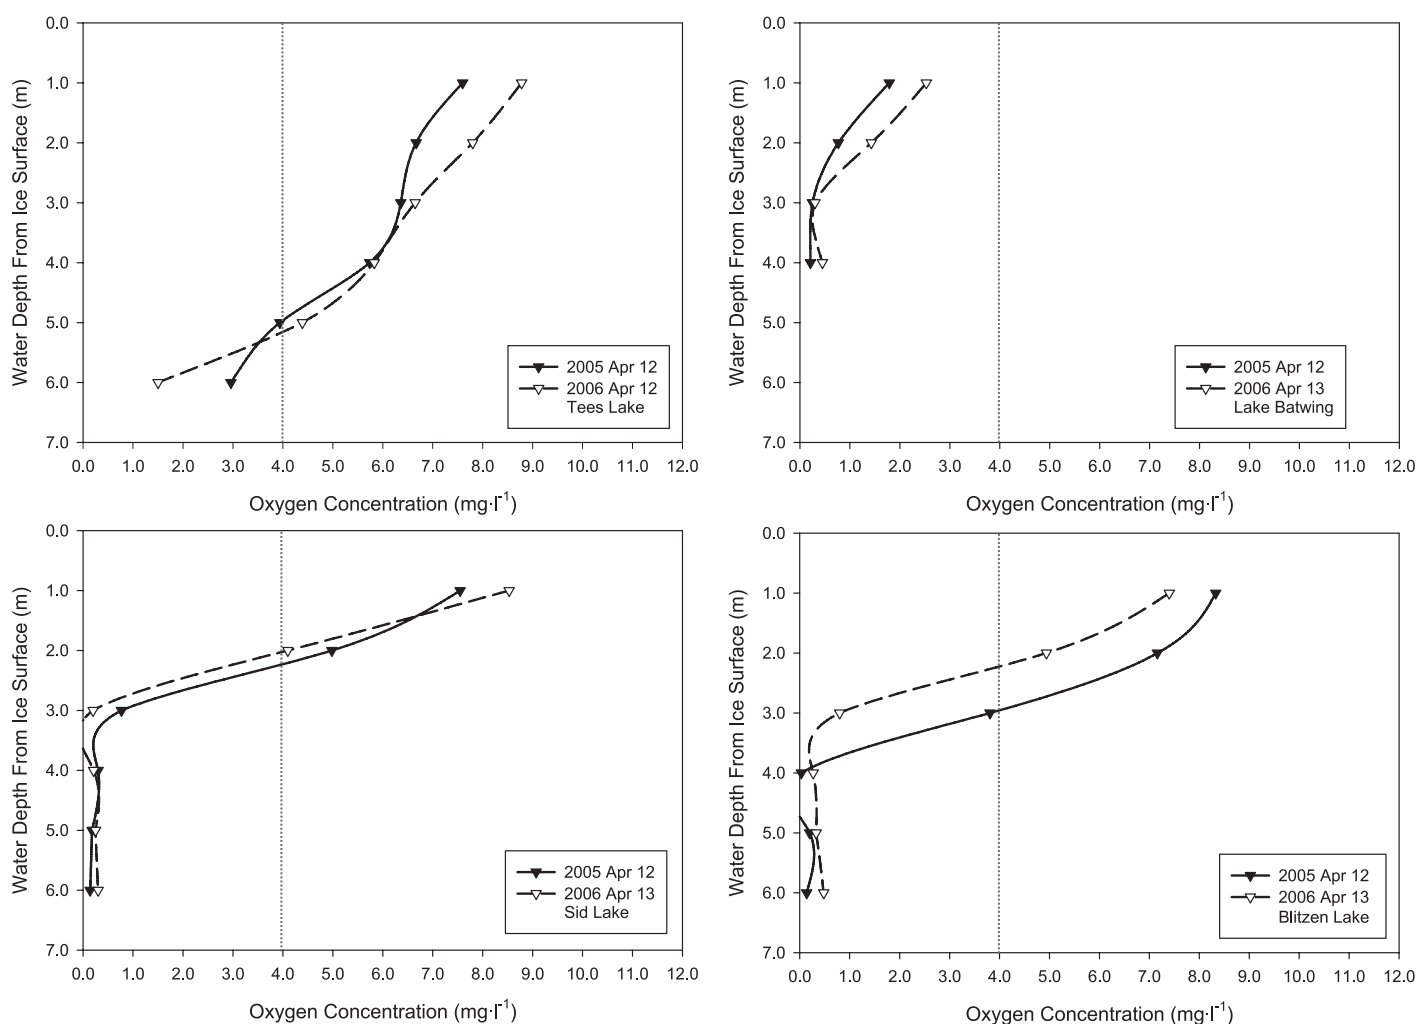 0.0
1.0
2.0
3.0
4.0
5.0
6.0
7.0
Water Depth From Ice Surface (m)
0.0 1.0 2.0 3.0 4.0 5.0 6.0 7.0 8.0 9.0 10.0 11.0 12.0
Oxygen Concentration (mg·l-1)
2005 Apr 12
2006 Apr 12
Tees Lake
0.0
1.0
2.0
3.0
4.0
5.0
6.0
7.0
Water Depth From Ice Surface (m)
0.0 1.0 2.0 3.0 4.0 5.0 6.0 7.0 8.0 9.0 10.0 11.0 12.0
Oxygen Concentration (mg·l-1)
2005 Apr 12
2006 Apr 13
Lake Batwing
0.0
1.0
2.0
3.0
4.0
5.0
6.0
7.0
Water Depth From Ice Surface (m)
0.0 1.0 2.0 3.0 4.0 5.0 6.0 7.0 8.0 9.0 10.0 11.0 12.0
Oxygen Concentration (mg·l-1)
2005 Apr 12
2006 Apr 13
Sid Lake
0.0
1.0
2.0
3.0
4.0
5.0
6.0
7.0
Water Depth From Ice Surface (m)
0.0 1.0 2.0 3.0 4.0 5.0 6.0 7.0 8.0 9.0 10.0 11.0 12.0
Oxygen Concentration (mg·l-1)
2005 Apr 12
2006 Apr 13
Blitzen Lake